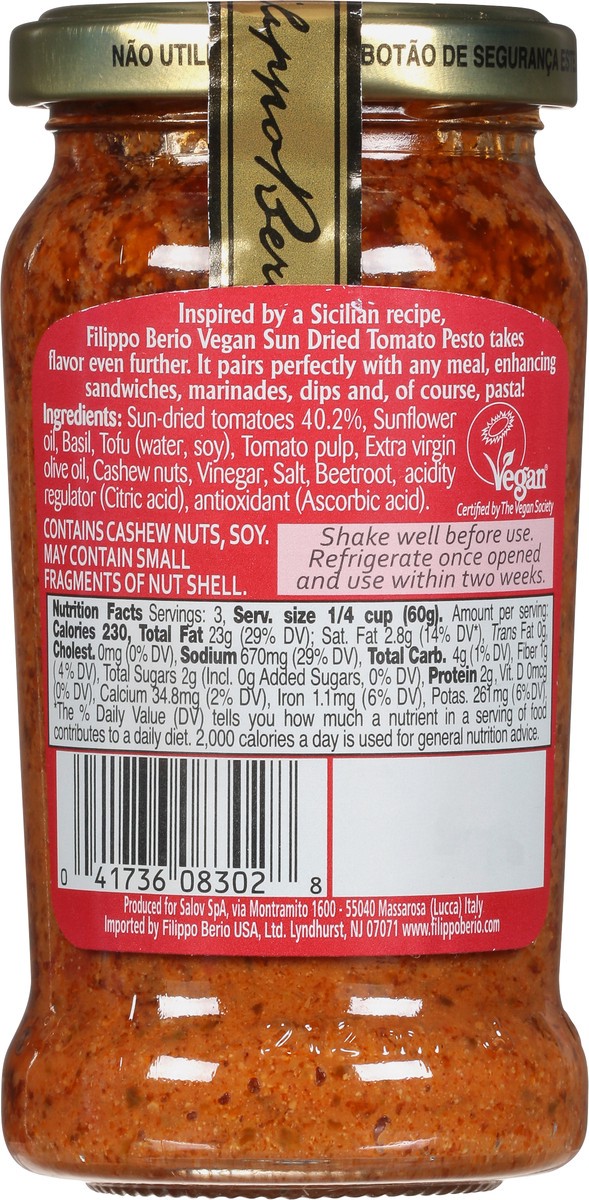 NÃO UTILI
BOTÃO DE SEGURANÇA
Inspired by a Sicilian recipe,
Filippo Berio Vegan Sun Dried Tomato Pesto takes
flavor even further. It pairs perfectly with any meal, enhancing
sandwiches, marinades, dips and, of course, pasta!
Ingredients: Sun-dried tomatoes 40.2%, Sunflower
oil, Basil, Tofu (water, soy), Tomato pulp, Extra virgin
olive oil, Cashew nuts, Vinegar, Salt, Beetroot, acidity
regulator (Citric acid), antioxidant (Ascorbic acid).
Vegan
Certified by The Vegan Society
CONTAINS CASHEW NUTS, SOY.
MAY CONTAIN SMALL
FRAGMENTS OF NUT SHELL.
Shake well before use.
Refrigerate once opened
and use within two weeks.
Nutrition Facts Servings: 3, Serv. size 1/4 cup (60g). Amount per serving:
Calories 230, Total Fat 23g (29% DV); Sat. Fat 2.8g (14% DV*), Trans Fat 0g,
Cholest. 0mg (0% DV), Sodium 670mg (29% DV), Total Carb. 4g (1% DV), Fiber 1g
(4% DV), Total Sugars 2g (Incl. 0g Added Sugars, 0% DV), Protein 2g, Vit. D 0mcg
(0% DV), Calcium 34.8mg (2% DV), Iron 1.1mg (6% DV), Potas. 261mg (6%DV).
*The % Daily Value (DV) tells you how much a nutrient in a serving of food
contributes to a daily diet. 2,000 calories a day is used for general nutrition advice.
0 41736 08302 8
Produced for Salov SpA, via Montramito 1600 - 55040 Massarosa (Lucca) Italy
Imported by Filippo Berio USA, Ltd. Lyndhurst, NJ 07071 www.filippoberio.com